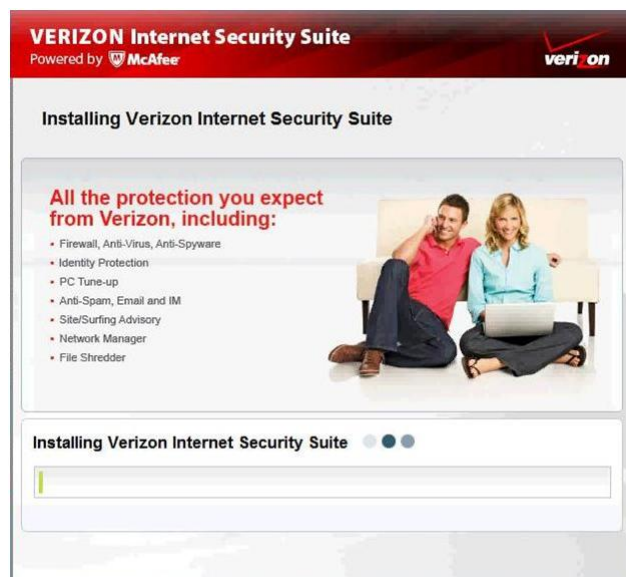 VERIZON Internet Security Suite
Powered by McAfee
verizon
Installing Verizon Internet Security Suite
All the protection you expect
from Verizon, including:
• Firewall, Anti-Virus, Anti-Spyware
• Identity Protection
• PC Tune-up
• Anti-Spam, Email and IM
• Site/Surfing Advisory
• Network Manager
• File Shredder
Installing Verizon Internet Security Suite